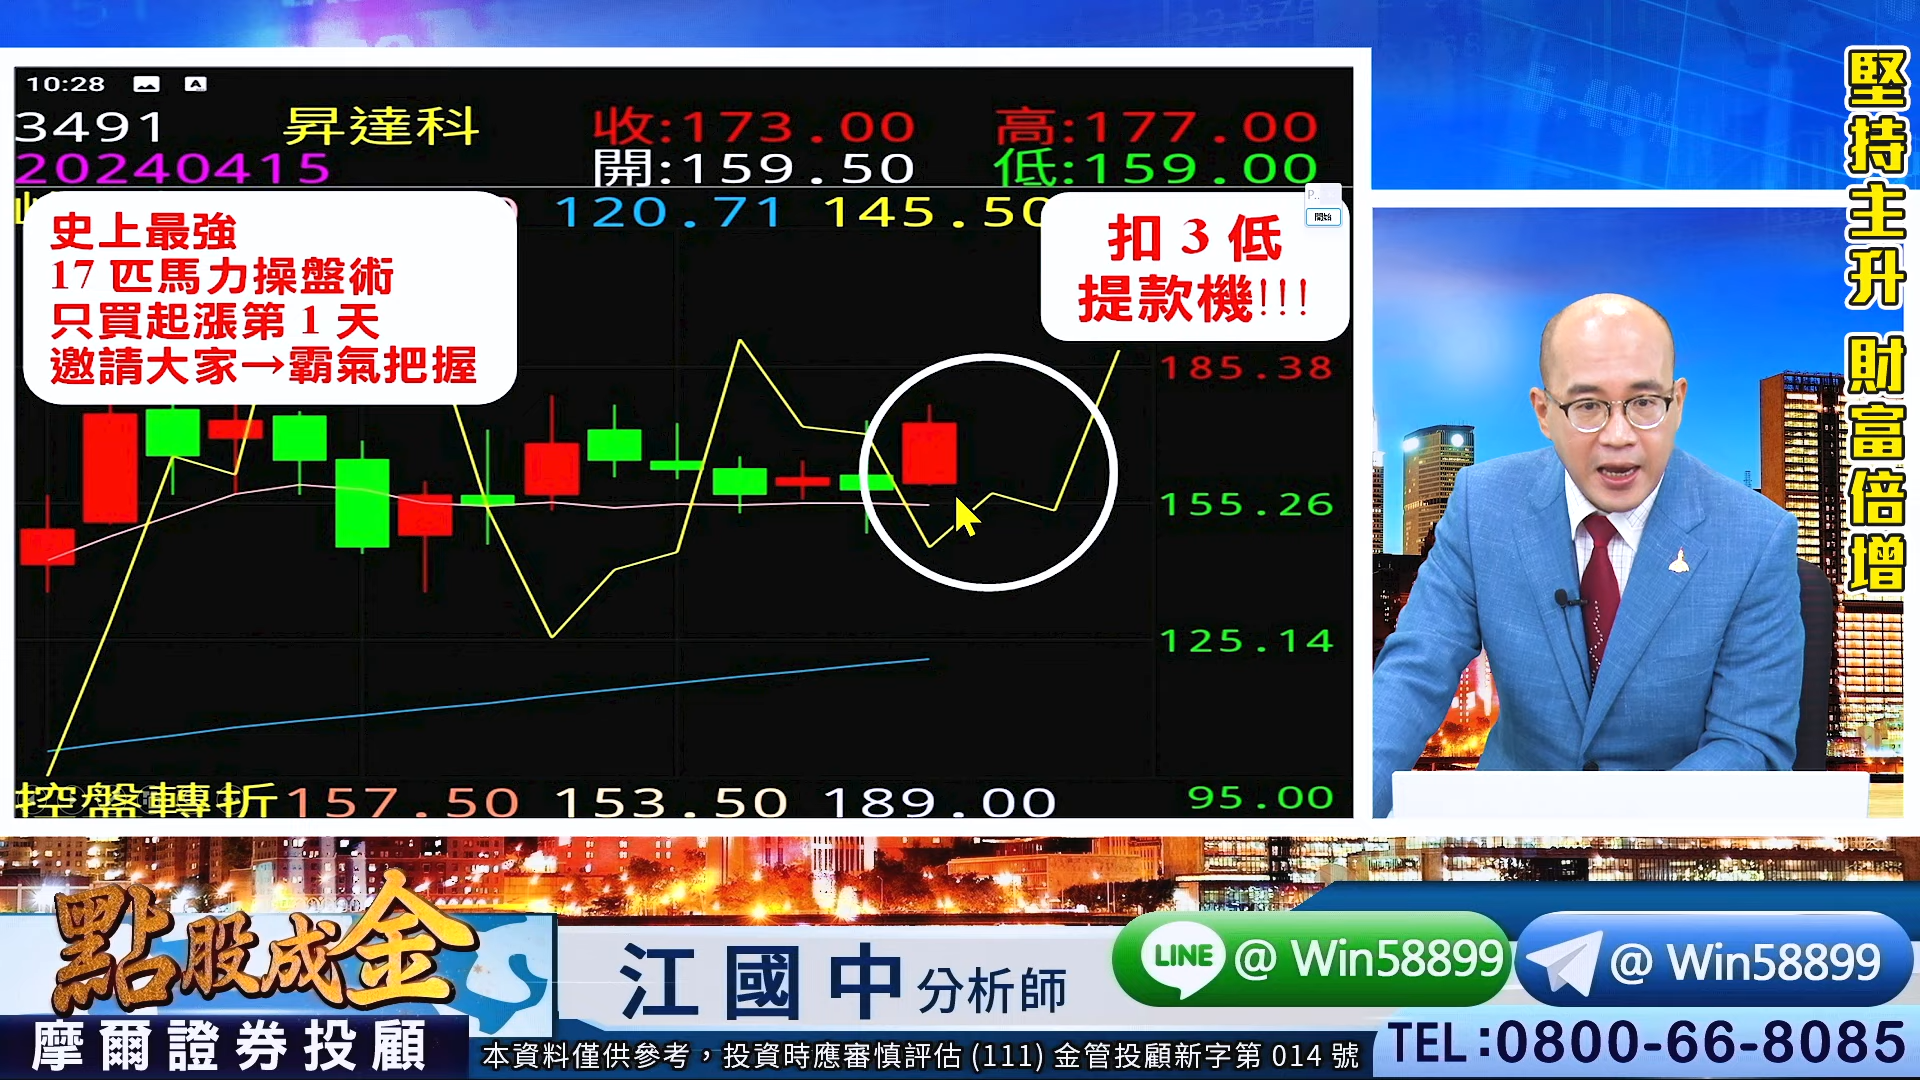 10:28
3491 昇達科 收:173.00 高:177.00
20240415 開:159.50 低:159.00
120.71 145.50
史上最強
17 匹馬力操盤術
只買起漲第 1 天
邀請大家→霸氣把握
扣 3 低
提款機!!!
P..
開始
185.38
155.26
125.14
95.00
控盤轉折 157.50 153.50 189.00
堅持主升 財富倍增
點股成金
摩爾證券投顧
江國中 分析師
LINE @ Win58899
@ Win58899
TEL:0800-66-8085
本資料僅供參考，投資時應審慎評估 (111) 金管投顧新字第 014 號